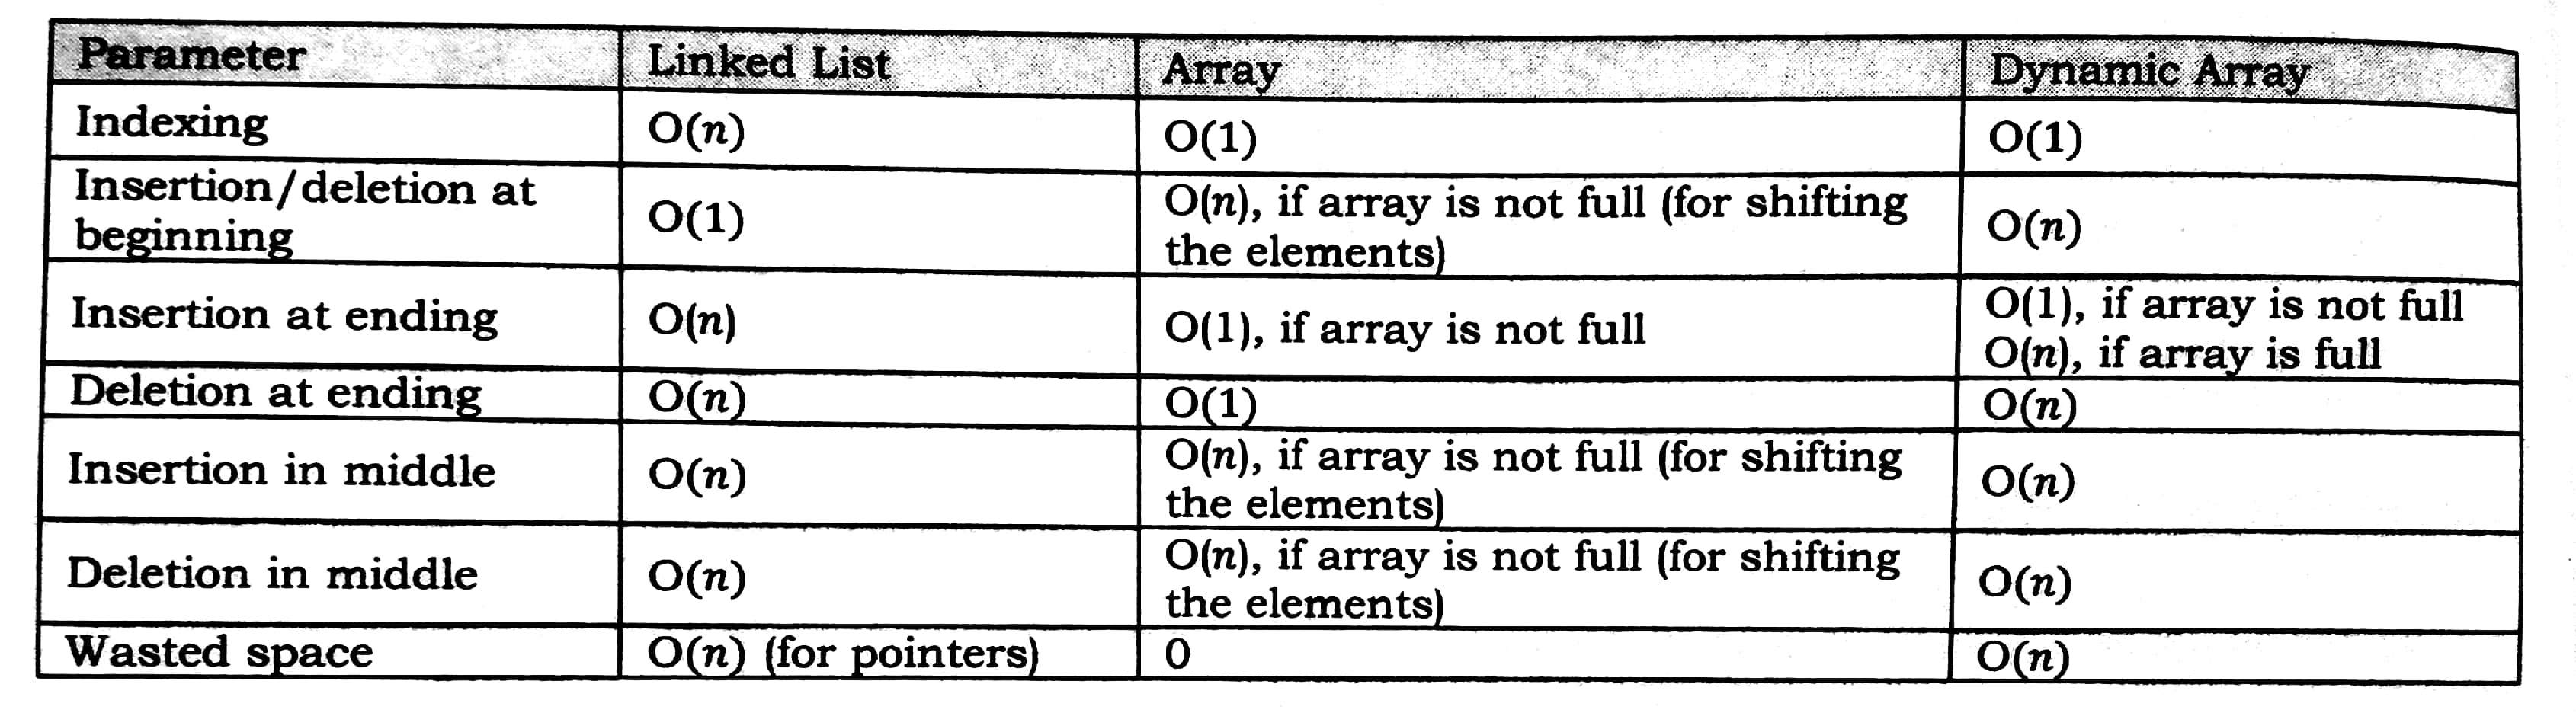 Parameter Linked List Array Dynamic Array
Indexing O(n) O(1) O(1)
Insertion/deletion at beginning O(1) O(n), if array is not full (for shifting the elements) O(n)
Insertion at ending O(n) O(1), if array is not full O(1), if array is not full O(n), if array is full
Deletion at ending O(n) O(1) O(n)
Insertion in middle O(n) O(n), if array is not full (for shifting the elements) O(n)
Deletion in middle O(n) O(n), if array is not full (for shifting the elements) O(n)
Wasted space O(n) (for pointers) 0 O(n)